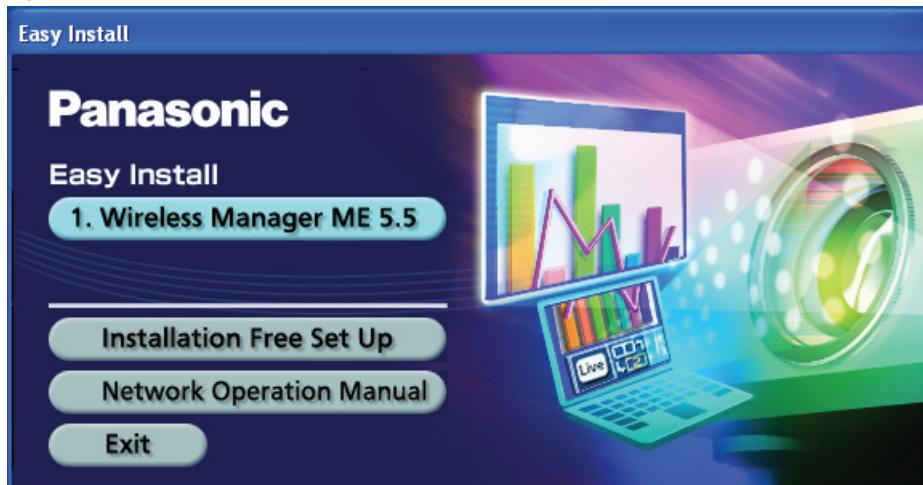 Easy Install
Panasonic
Easy Install
1. Wireless Manager ME 5.5
Installation Free Set Up
Network Operation Manual
Exit
Live